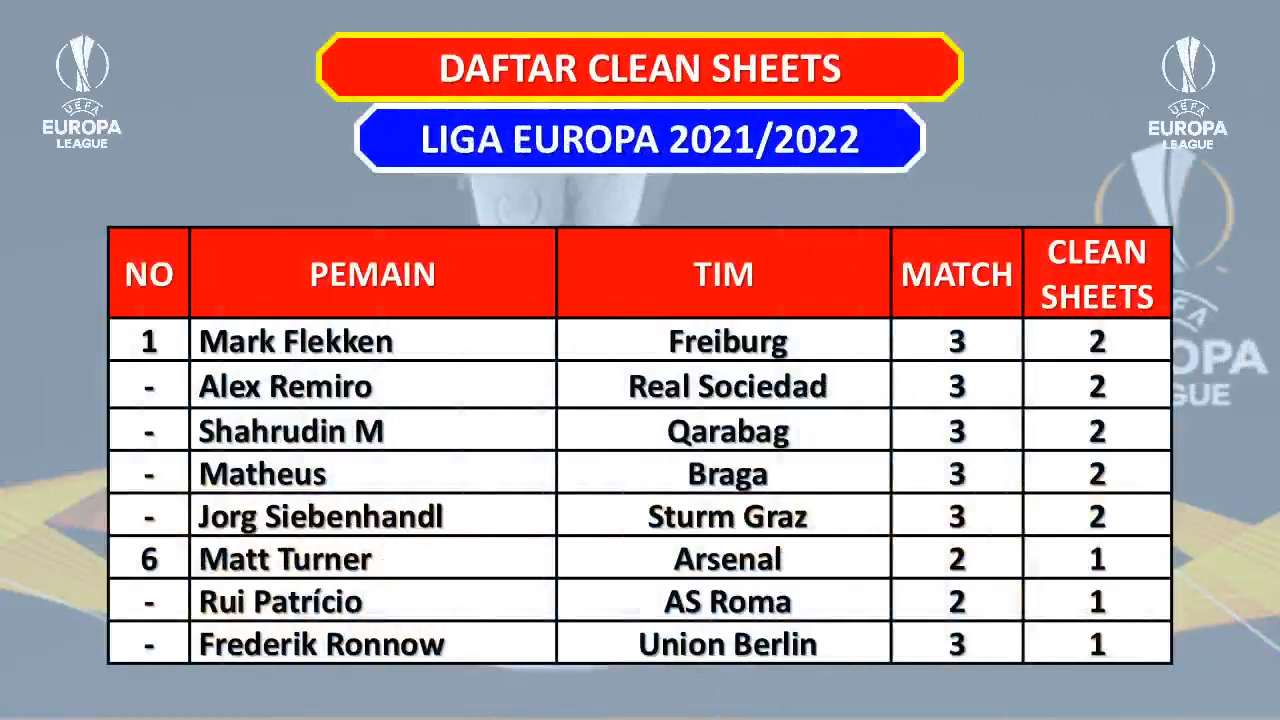 UEFA
EUROPA
LEAGUE
DAFTAR CLEAN SHEETS
LIGA EUROPA 2021/2022
UEFA
EUROPA
LEAGUE
NO PEMAIN TIM MATCH CLEAN SHEETS
1 Mark Flekken Freiburg 3 2
- Alex Remiro Real Sociedad 3 2
- Shahrudin M Qarabag 3 2
- Matheus Braga 3 2
- Jorg Siebenhandl Sturm Graz 3 2
6 Matt Turner Arsenal 2 1
- Rui Patrício AS Roma 2 1
- Frederik Ronnow Union Berlin 3 1
FA
OPA
GUE